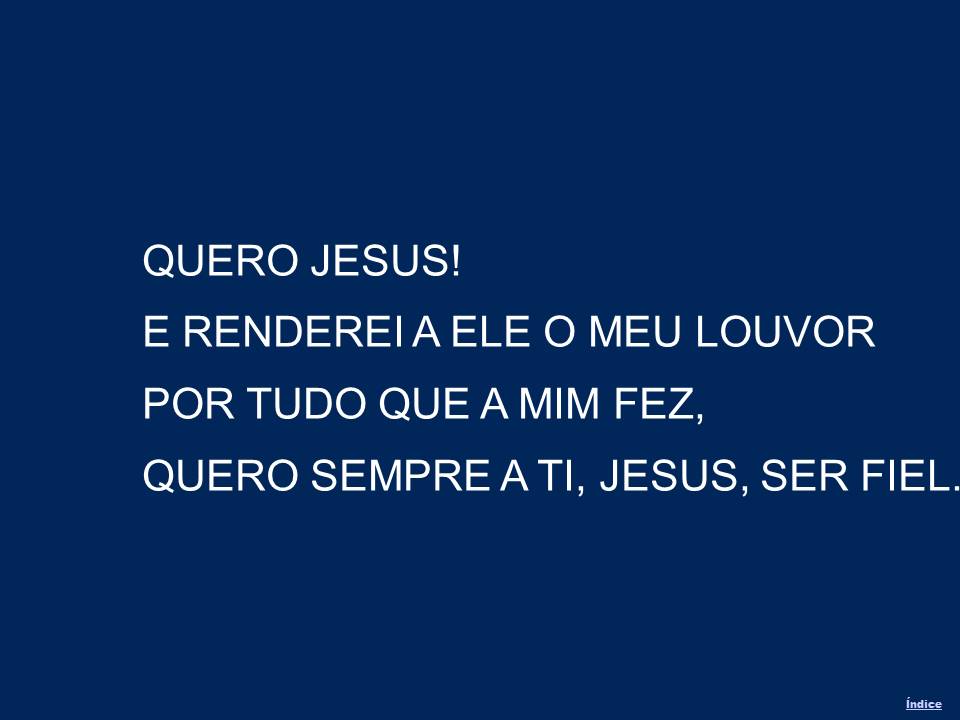 QUERO JESUS!
E RENDEREI A ELE O MEU LOUVOR
POR TUDO QUE A MIM FEZ,
QUERO SEMPRE A TI, JESUS, SER FIEL.
Índice